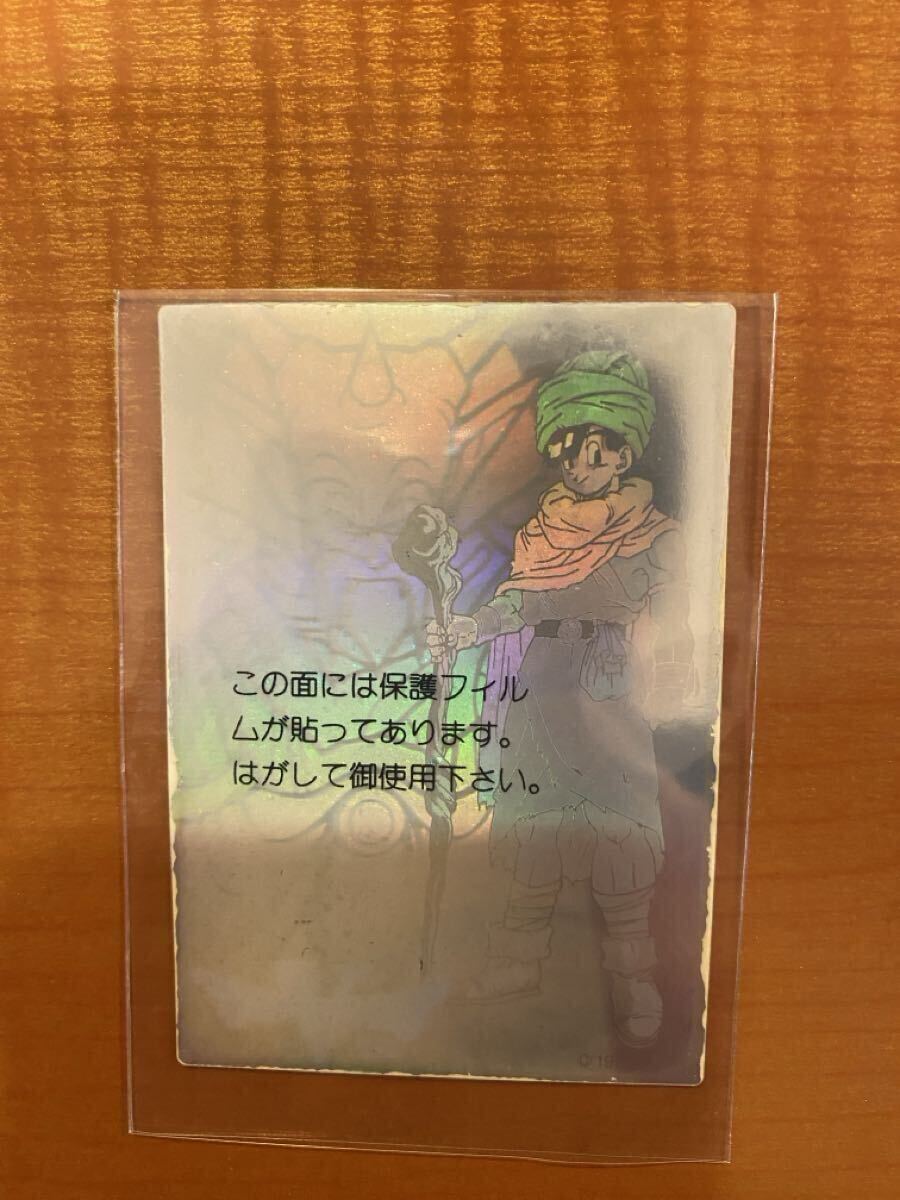 この面には保護フィル
ムが貼ってあります。
はがして御使用下さい。
©19